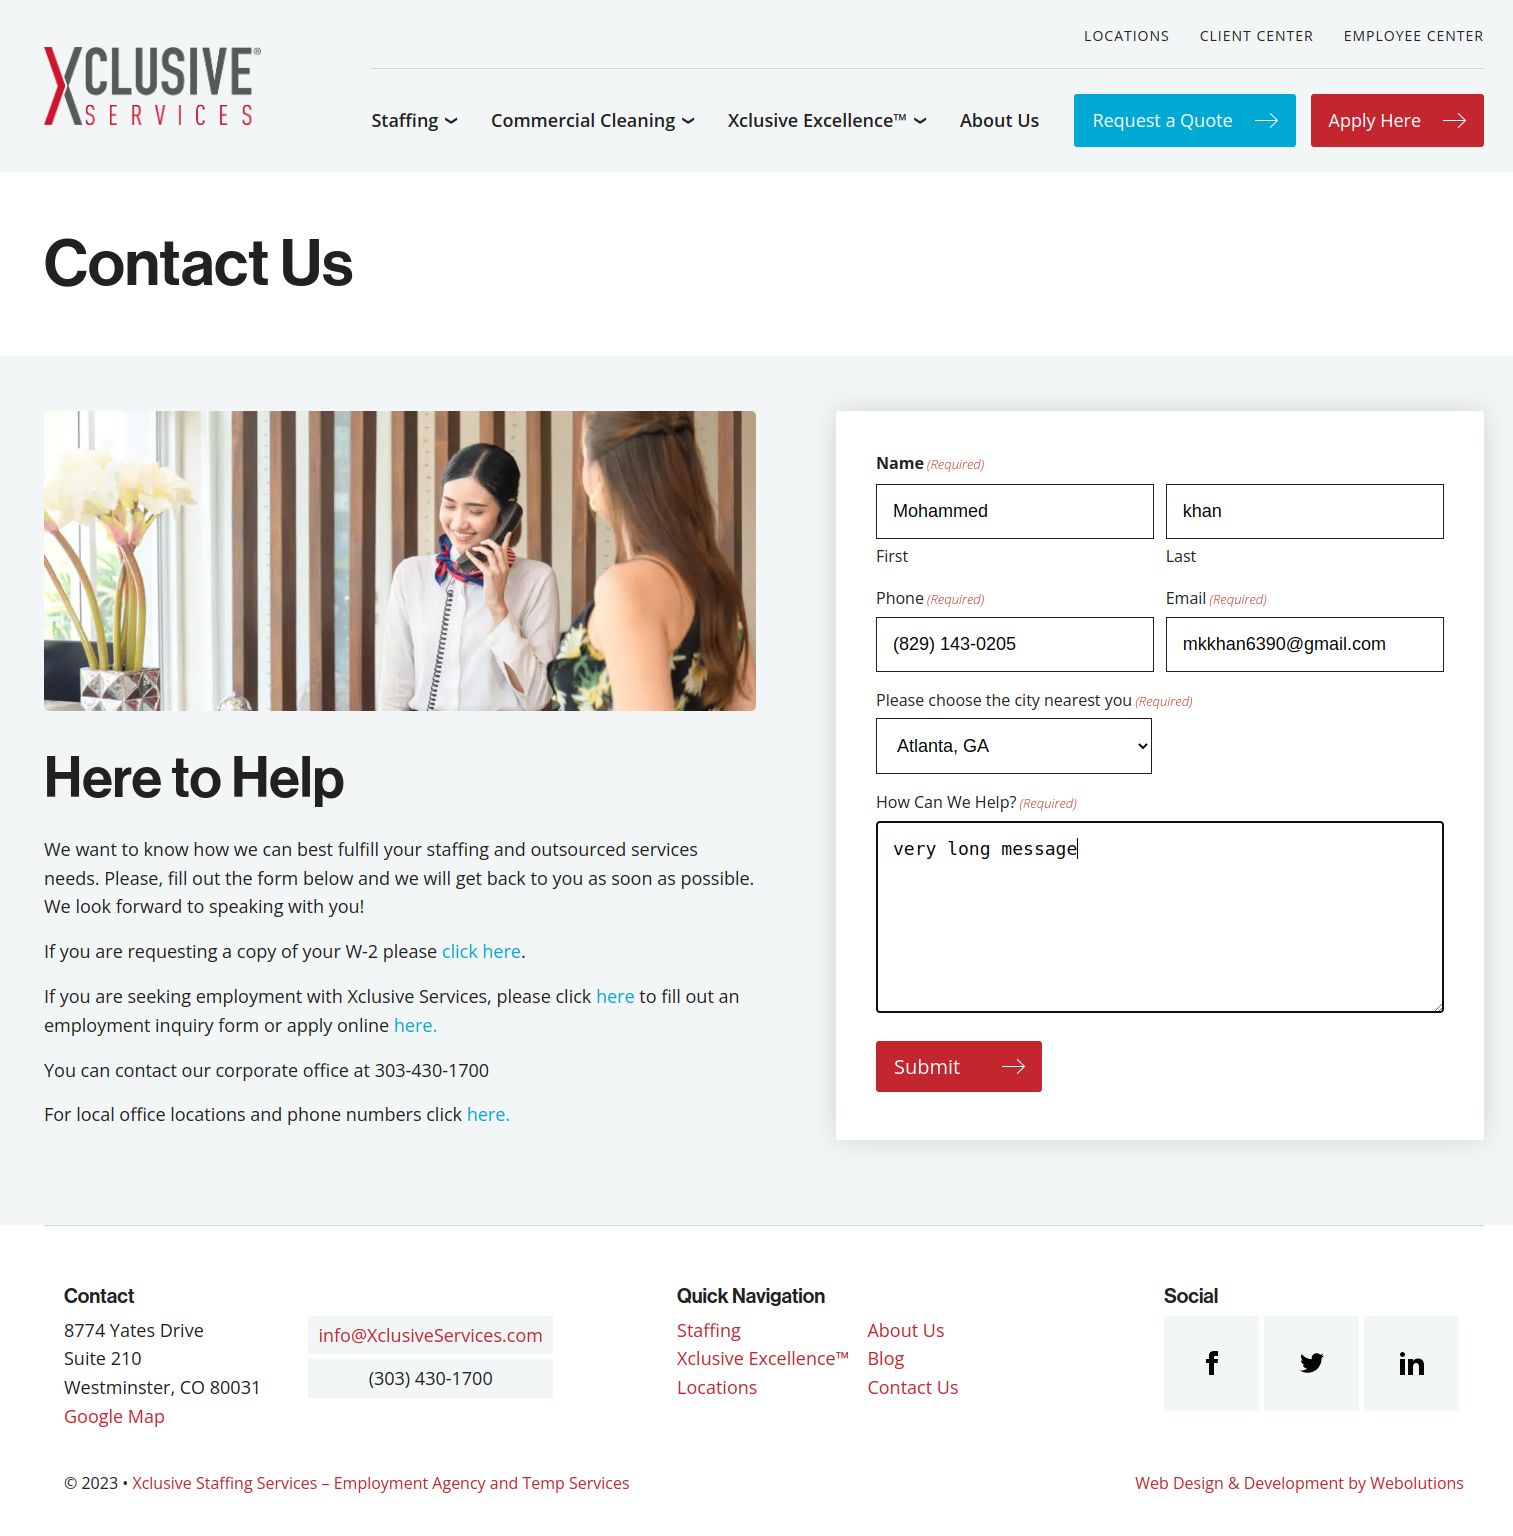 XCLUSIVE®
SERVICES
LOCATIONS CLIENT CENTER EMPLOYEE CENTER
Staffing Commercial Cleaning Xclusive Excellence™ About Us Request a Quote Apply Here
Contact Us
Here to Help
We want to know how we can best fulfill your staffing and outsourced services
needs. Please, fill out the form below and we will get back to you as soon as possible.
We look forward to speaking with you!
If you are requesting a copy of your W-2 please click here.
If you are seeking employment with Xclusive Services, please click here to fill out an
employment inquiry form or apply online here.
You can contact our corporate office at 303-430-1700
For local office locations and phone numbers click here.
Name (Required)
Mohammed khan
First Last
Phone (Required) Email (Required)
(829) 143-0205 mkkhan6390@gmail.com
Please choose the city nearest you (Required)
Atlanta, GA
How Can We Help? (Required)
very long message
Submit
Contact
8774 Yates Drive
Suite 210
Westminster, CO 80031
Google Map
info@XclusiveServices.com
(303) 430-1700
Quick Navigation
Staffing
Xclusive Excellence™
Locations
About Us
Blog
Contact Us
Social
© 2023 • Xclusive Staffing Services – Employment Agency and Temp Services
Web Design & Development by Webolutions